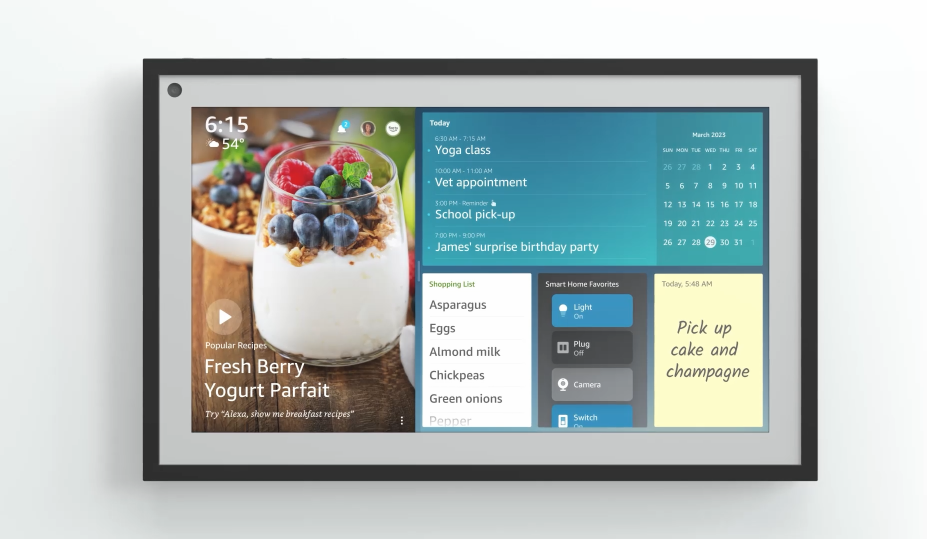 6:15
54°
2
Popular Recipes
Fresh Berry
Yogurt Parfait
Try "Alexa, show me breakfast recipes"
Today
6:30 AM - 7:15 AM
Yoga class
10:00 AM - 11:00 AM
Vet appointment
3:00 PM · Reminder
School pick-up
7:00 PM - 9:00 PM
James' surprise birthday party
March 2023
SUN MON TUE WED THU FRI SAT
26 27 28 1 2 3 4
5 6 7 8 9 10 11
12 13 14 15 16 17 18
19 20 21 22 23 24 25
26 27 28 29 30 31 1
Shopping List
Asparagus
Eggs
Almond milk
Chickpeas
Green onions
Pepper
Smart Home Favorites
Light
On
Plug
Off
Camera
Switch
On
Today, 5:48 AM
Pick up
cake and
champagne